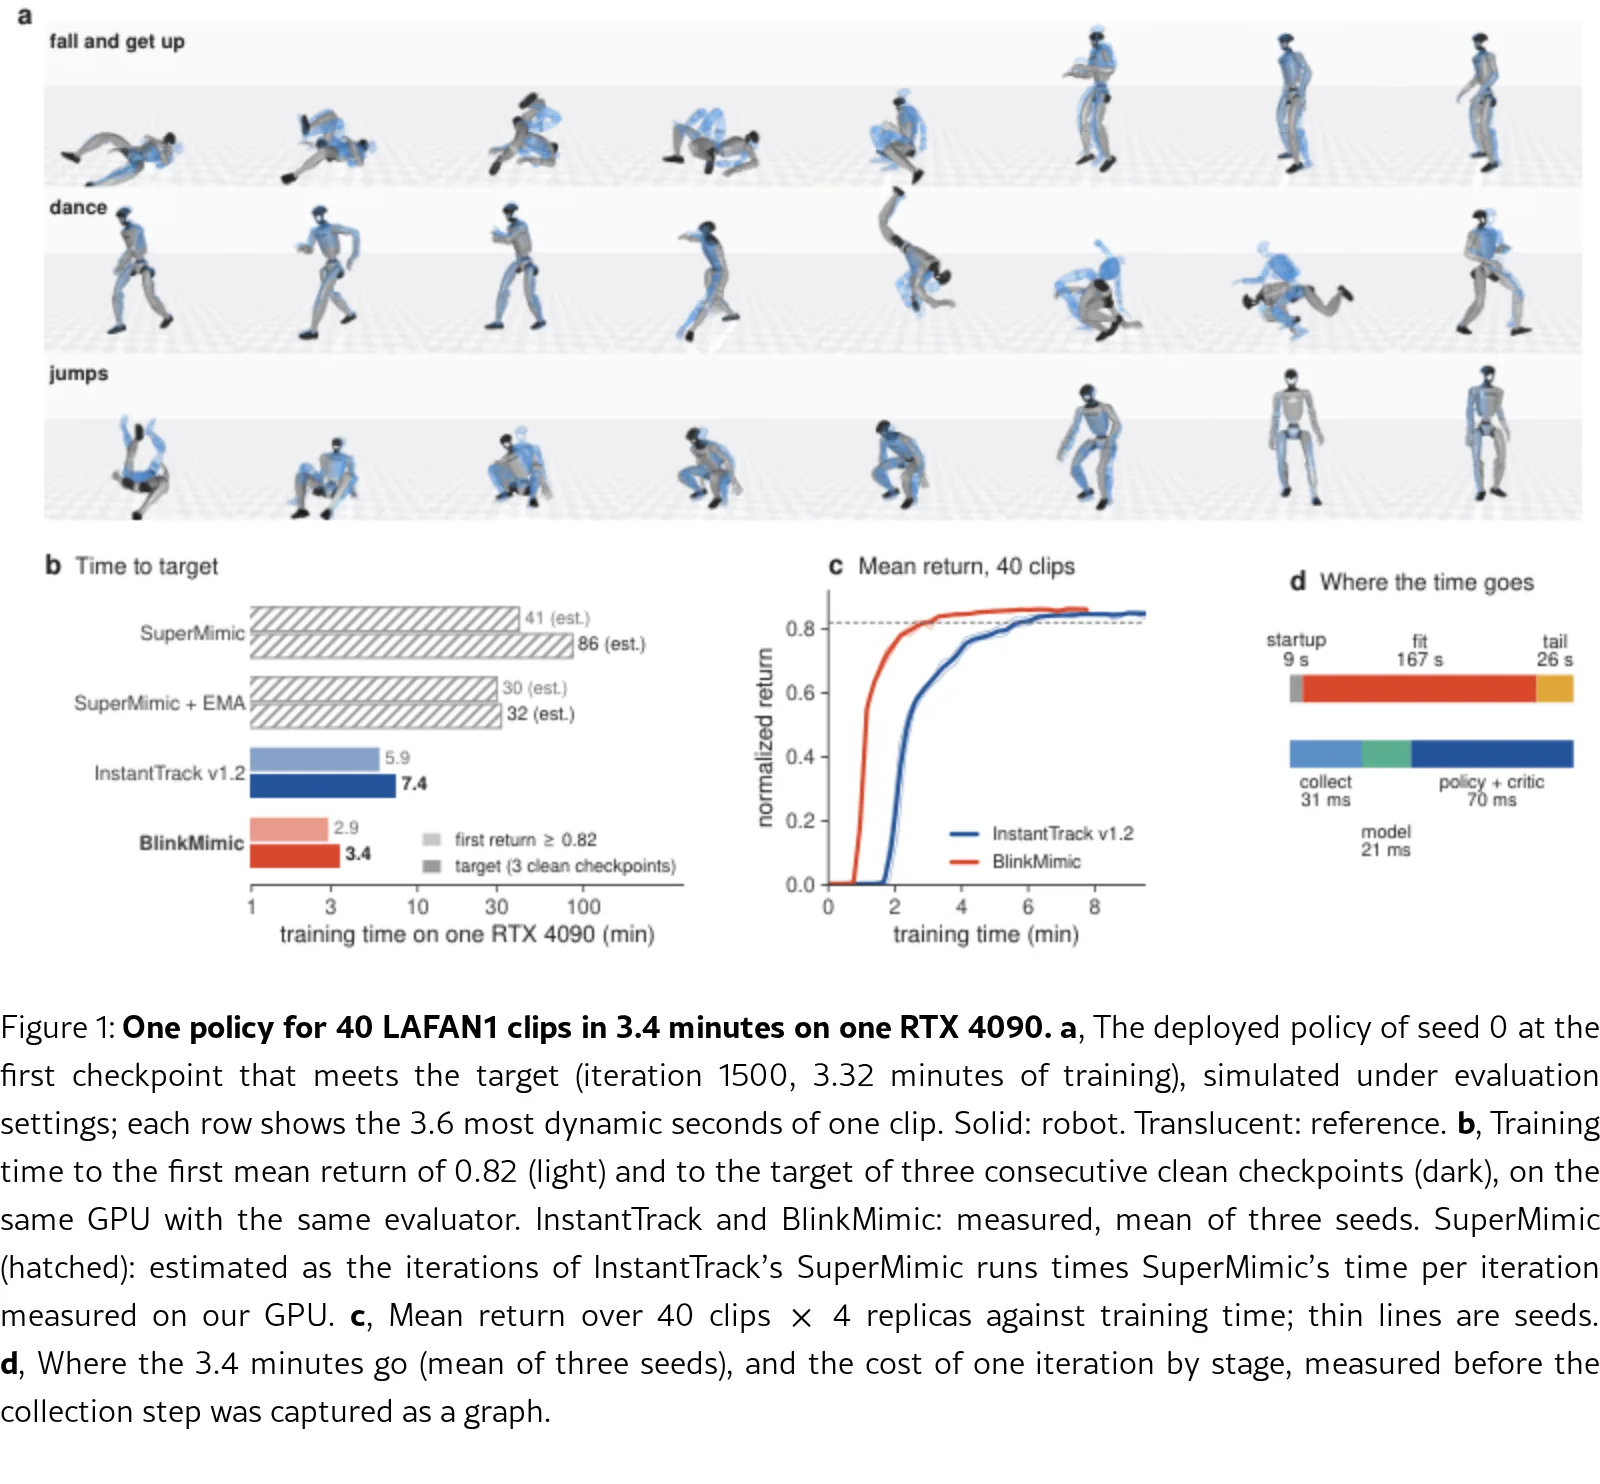 a
fall and get up
dance
jumps
b Time to target
SuperMimic
41 (est.)
86 (est.)
SuperMimic + EMA
30 (est.)
32 (est.)
InstantTrack v1.2
5.9
7.4
BlinkMimic
2.9
3.4
first return ≥ 0.82
target (3 clean checkpoints)
1 3 10 30 100
training time on one RTX 4090 (min)
c Mean return, 40 clips
normalized return
0.8
0.6
0.4
0.2
0.0
InstantTrack v1.2
BlinkMimic
0 2 4 6 8
training time (min)
d Where the time goes
startup fit tail
9 s 167 s 26 s
collect policy + critic
31 ms 70 ms
model
21 ms
Figure 1: One policy for 40 LAFAN1 clips in 3.4 minutes on one RTX 4090. a, The deployed policy of seed 0 at the
first checkpoint that meets the target (iteration 1500, 3.32 minutes of training), simulated under evaluation
settings; each row shows the 3.6 most dynamic seconds of one clip. Solid: robot. Translucent: reference. b, Training
time to the first mean return of 0.82 (light) and to the target of three consecutive clean checkpoints (dark), on the
same GPU with the same evaluator. InstantTrack and BlinkMimic: measured, mean of three seeds. SuperMimic
(hatched): estimated as the iterations of InstantTrack’s SuperMimic runs times SuperMimic’s time per iteration
measured on our GPU. c, Mean return over 40 clips × 4 replicas against training time; thin lines are seeds.
d, Where the 3.4 minutes go (mean of three seeds), and the cost of one iteration by stage, measured before the
collection step was captured as a graph.